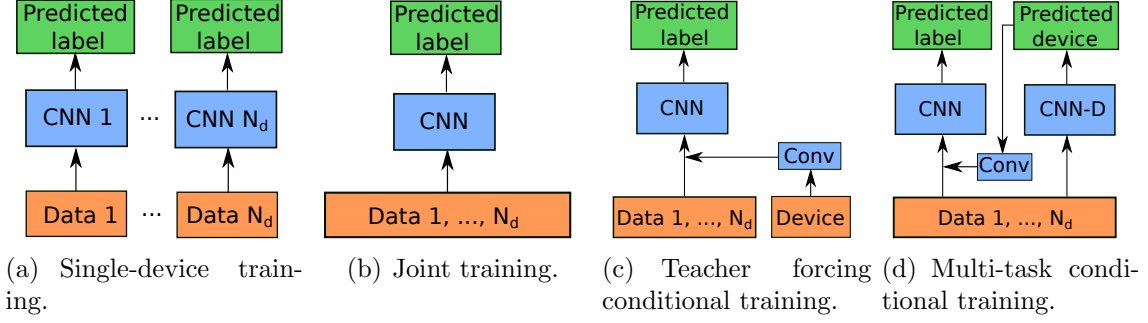 Predicted
label
Predicted
label
CNN 1
...
CNN N_d
Data 1
...
Data N_d
(a) Single-device train-
ing.
Predicted
label
CNN
Data 1, ..., N_d
(b) Joint training.
Predicted
label
CNN
Conv
Data 1, ..., N_d
Device
(c) Teacher forcing
conditional training.
Predicted
label
Predicted
device
CNN
CNN-D
Conv
Data 1, ..., N_d
(d) Multi-task condi-
tional training.